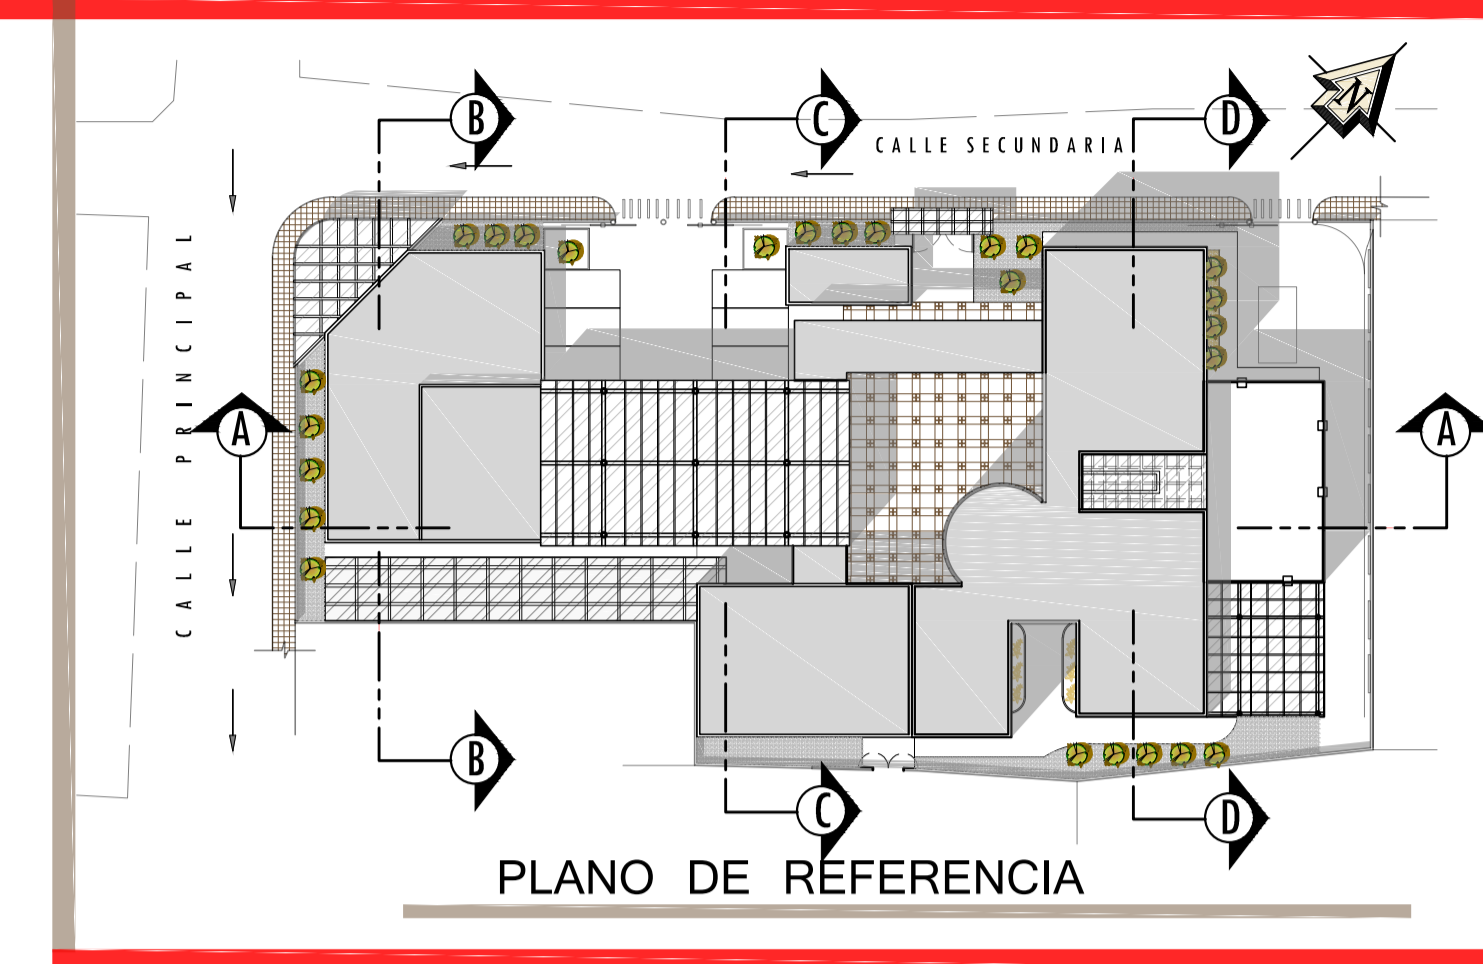 N
B
C
D
CALLE SECUNDARIA
CALLE PRINCIPAL
A
A
B
C
D
PLANO DE REFERENCIA